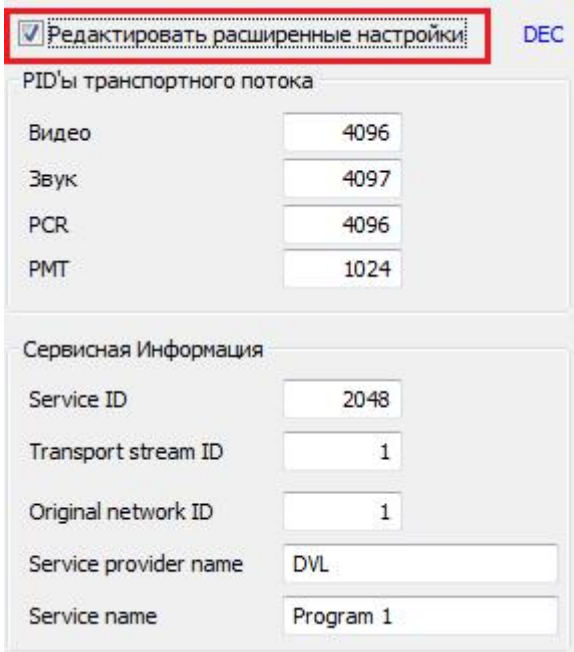 Редактировать расширенные настройки DEC
PID'ы транспортного потока
Видео 4096
Звук 4097
PCR 4096
PMT 1024
Сервисная Информация
Service ID 2048
Transport stream ID 1
Original network ID 1
Service provider name DVL
Service name Program 1